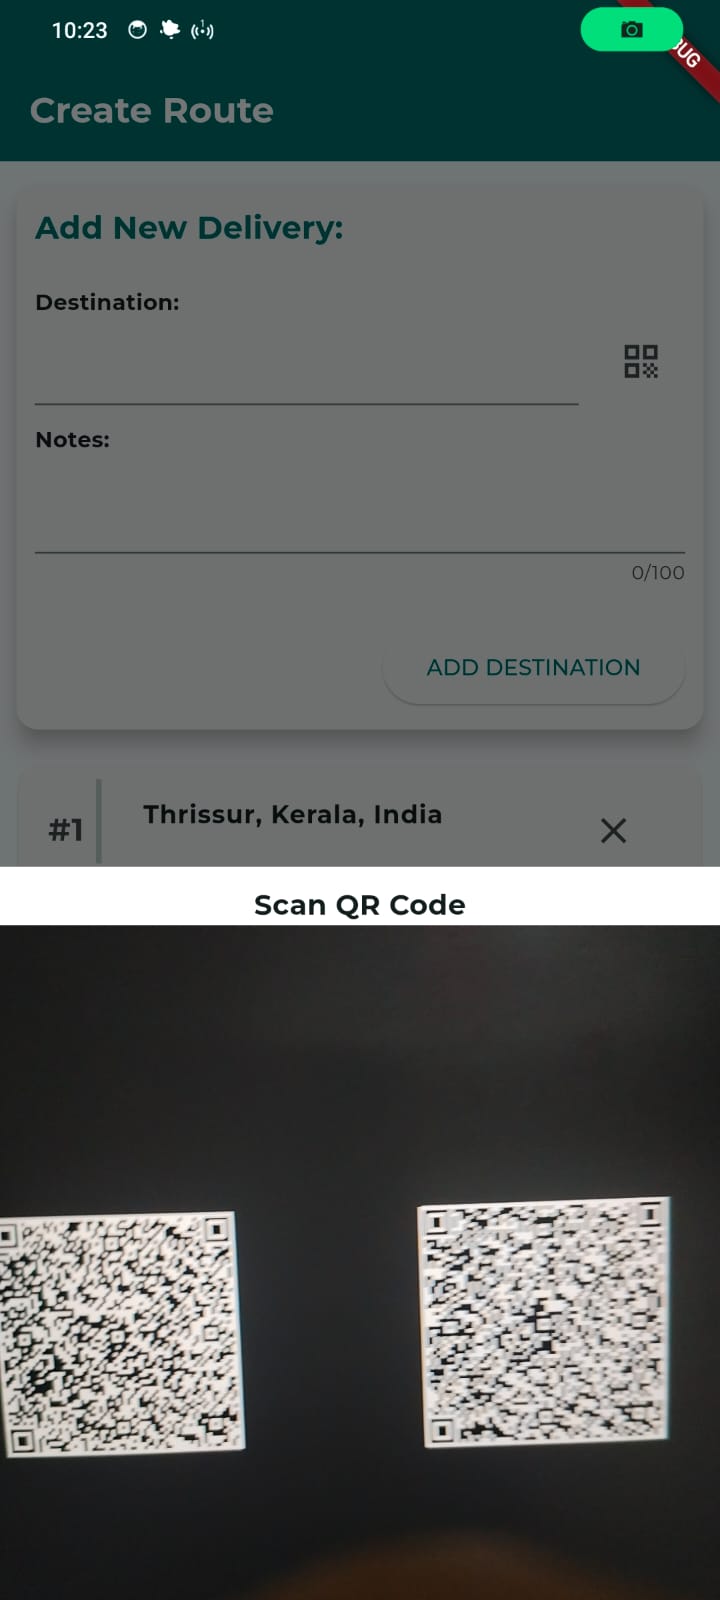 10:23
UG
Create Route
Add New Delivery:
Destination:
Notes:
0/100
ADD DESTINATION
#1
Thrissur, Kerala, India
Scan QR Code